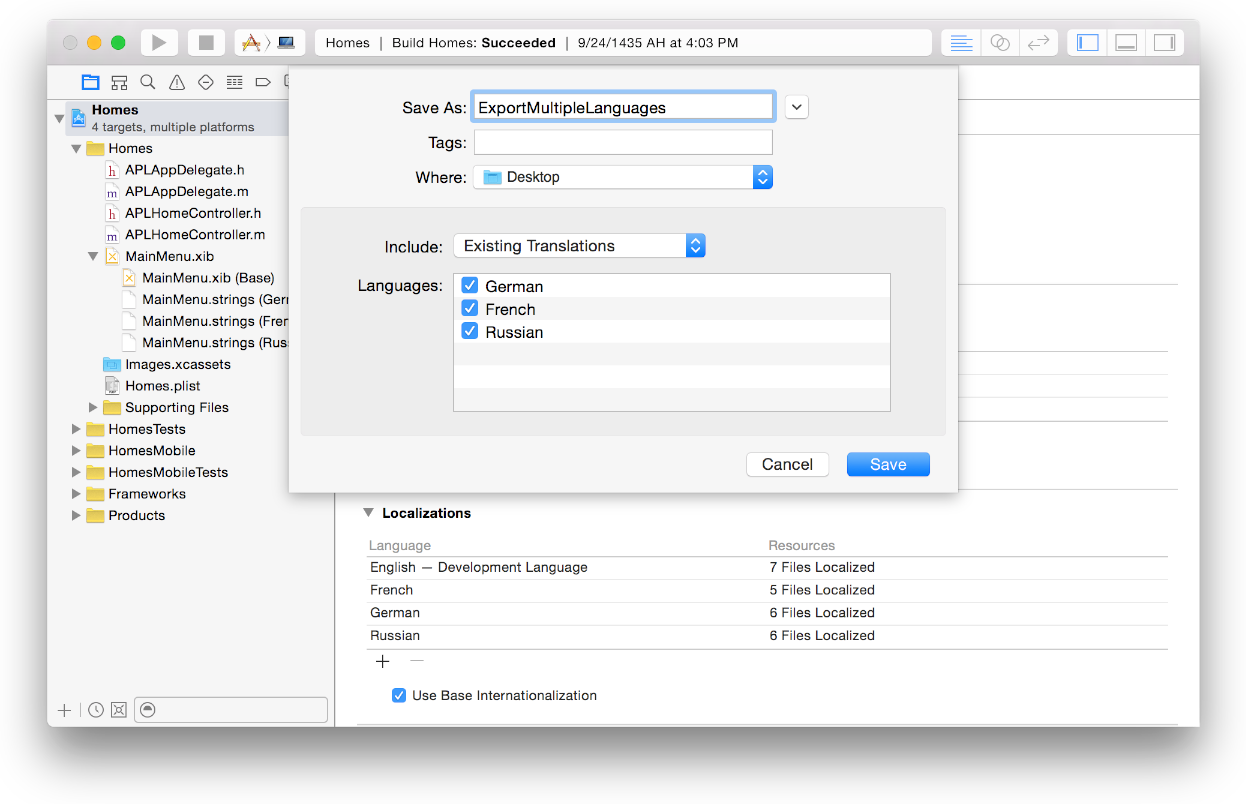 Homes | Build Homes: Succeeded | 9/24/1435 AH at 4:03 PM
Homes
4 targets, multiple platforms
Homes
h APLAppDelegate.h
m APLAppDelegate.m
h APLHomeController.h
m APLHomeController.m
MainMenu.xib
MainMenu.xib (Base)
MainMenu.strings (Ger
MainMenu.strings (Fren
MainMenu.strings (Rus
Images.xcassets
Homes.plist
Supporting Files
HomesTests
HomesMobile
HomesMobileTests
Frameworks
Products
Save As: ExportMultipleLanguages
Tags:
Where: Desktop
Include: Existing Translations
Languages: German
French
Russian
Cancel Save
Localizations
Language Resources
English — Development Language 7 Files Localized
French 5 Files Localized
German 6 Files Localized
Russian 6 Files Localized
Use Base Internationalization